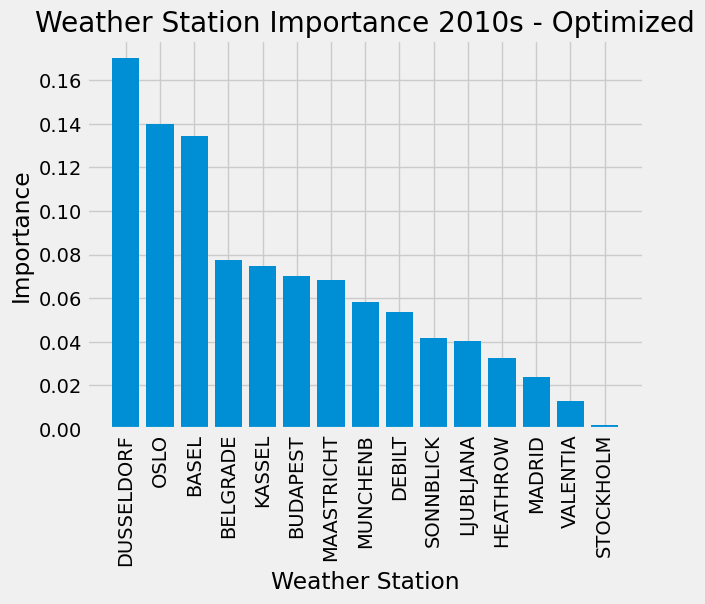 Weather Station Importance 2010s - Optimized
Importance
0.16
0.14
0.12
0.10
0.08
0.06
0.04
0.02
0.00
DUSSELDORF
OSLO
BASEL
BELGRADE
KASSEL
BUDAPEST
MAASTRICHT
MUNCHENB
DEBILT
SONNBLICK
LJUBLJANA
HEATHROW
MADRID
VALENTIA
STOCKHOLM
Weather Station